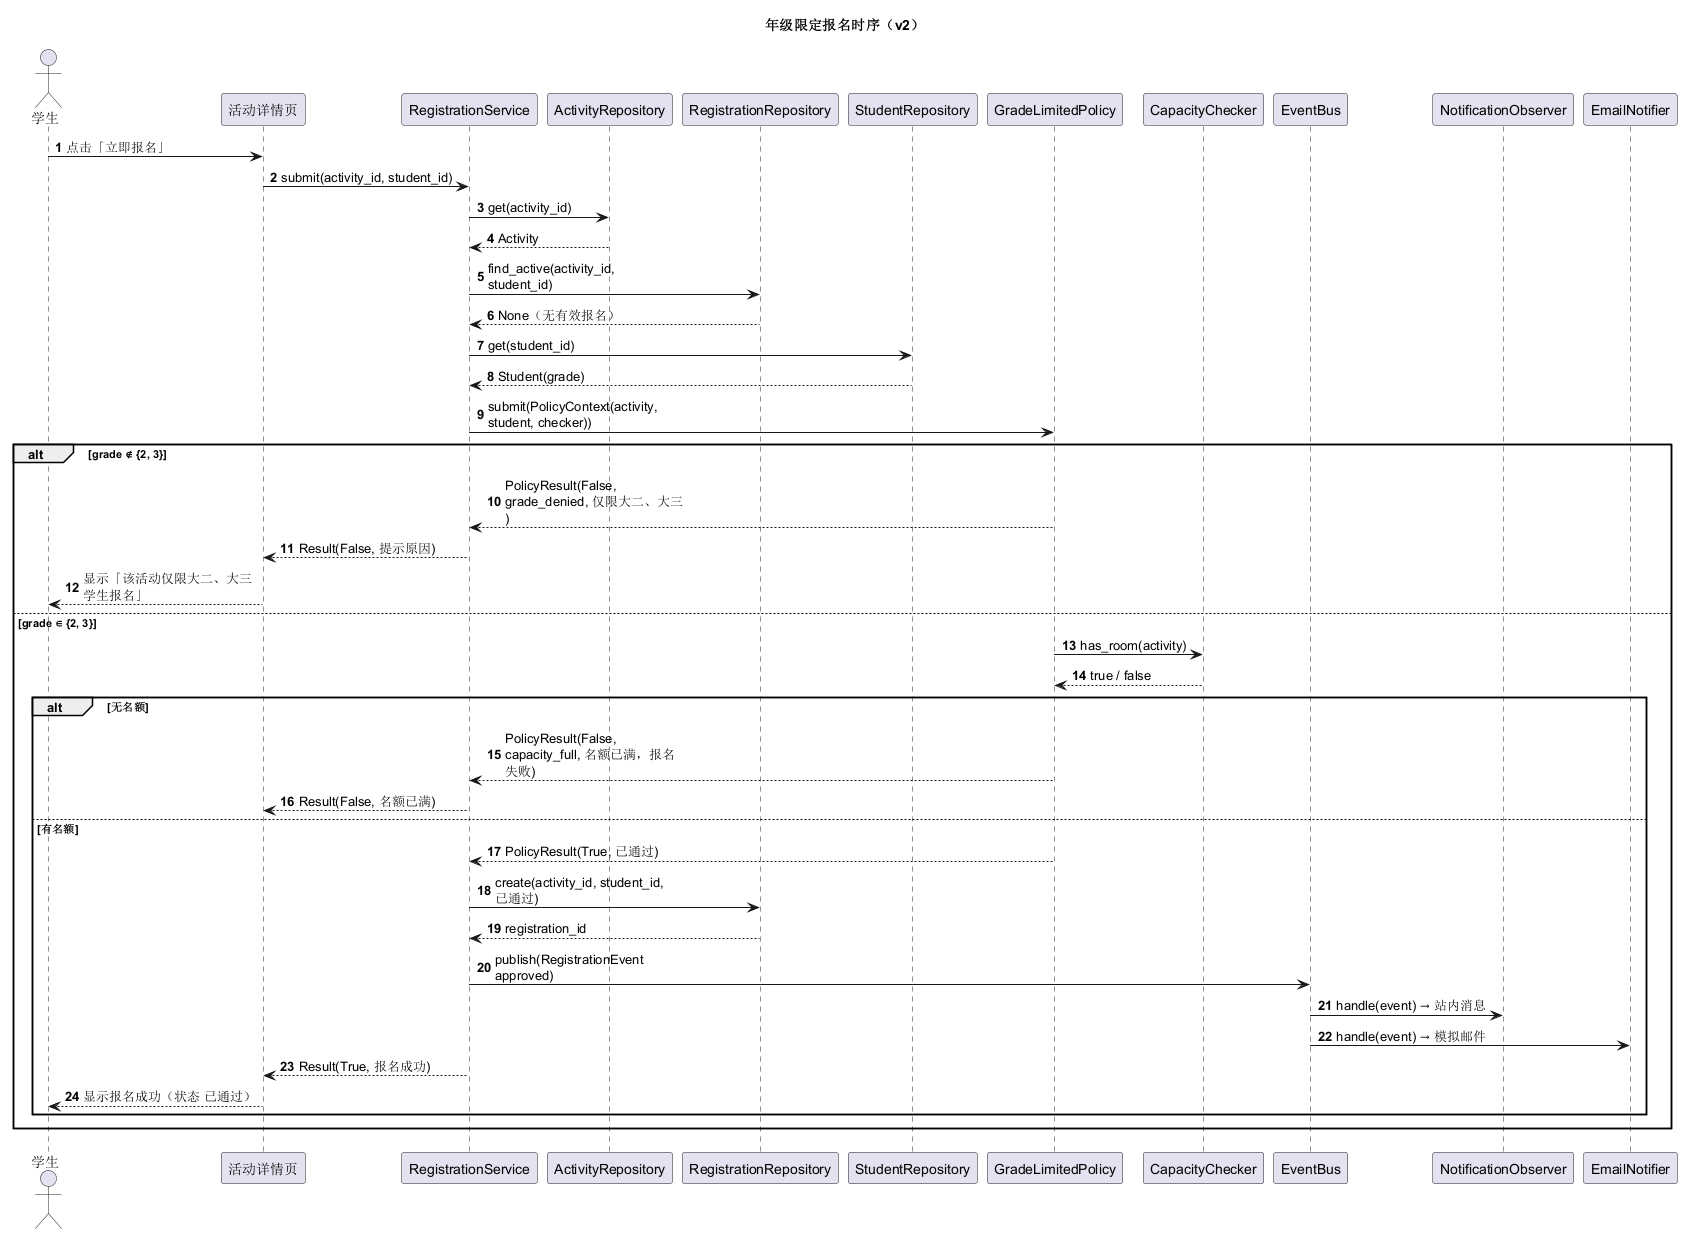 年级限定报名时序（v2）
学生
活动详情页
RegistrationService
ActivityRepository
RegistrationRepository
StudentRepository
GradeLimitedPolicy
CapacityChecker
EventBus
NotificationObserver
EmailNotifier
1 点击「立即报名」
2 submit(activity_id, student_id)
3 get(activity_id)
4 Activity
5 find_active(activity_id,
student_id)
6 None（无有效报名）
7 get(student_id)
8 Student(grade)
9 submit(PolicyContext(activity,
student, checker))
alt [grade ∉ {2, 3}]
10 PolicyResult(False,
grade_denied, 仅限大二、大三
)
11 Result(False, 提示原因)
12 显示「该活动仅限大二、大三
学生报名」
[grade ∈ {2, 3}]
13 has_room(activity)
14 true / false
alt [无名额]
15 PolicyResult(False,
capacity_full, 名额已满，报名
失败)
16 Result(False, 名额已满)
[有名额]
17 PolicyResult(True, 已通过)
18 create(activity_id, student_id,
已通过)
19 registration_id
20 publish(RegistrationEvent
approved)
21 handle(event) → 站内消息
22 handle(event) → 模拟邮件
23 Result(True, 报名成功)
24 显示报名成功（状态 已通过）
学生
活动详情页
RegistrationService
ActivityRepository
RegistrationRepository
StudentRepository
GradeLimitedPolicy
CapacityChecker
EventBus
NotificationObserver
EmailNotifier